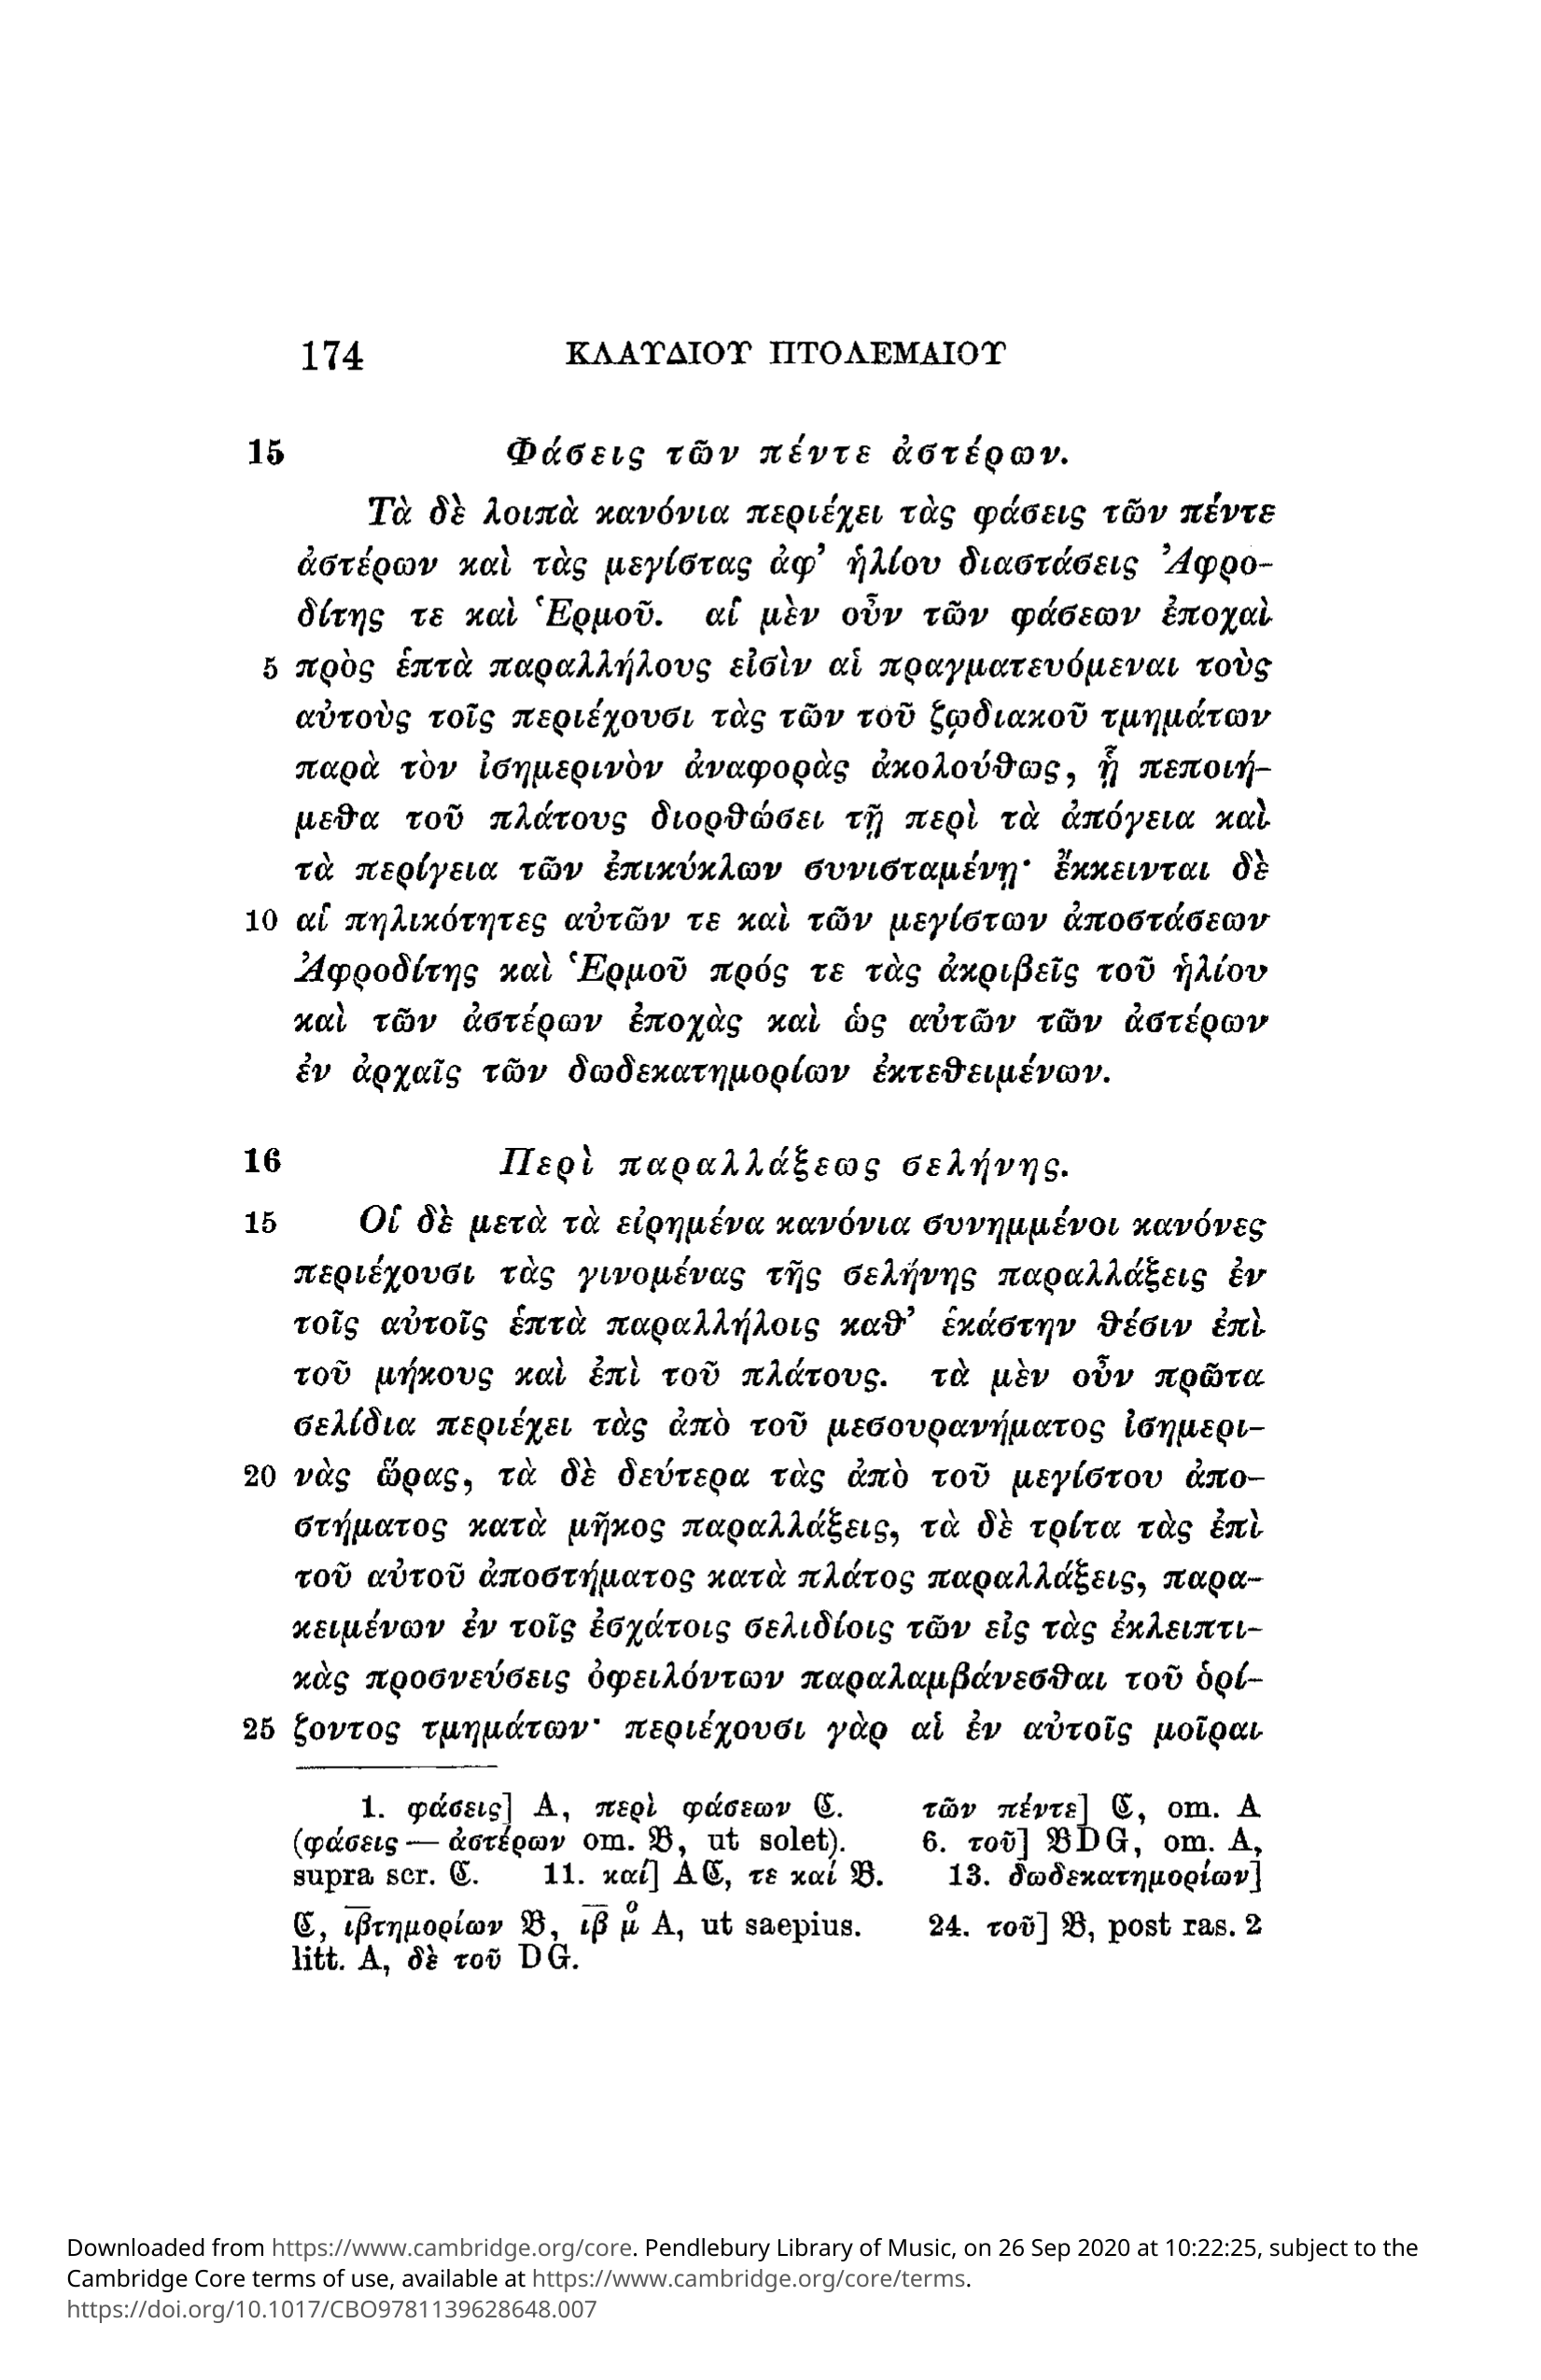 174 ΚΛΑΥΔΙΟΥ ΠΤΟΛΕΜΑΙΟΥ
15 Φάσεις τῶν πέντε ἀστέρων.
Τὰ δὲ λοιπὰ κανόνια περιέχει τὰς φάσεις τῶν πέντε
ἀστέρων καὶ τὰς μεγίστας ἀφ’ ἡλίου διαστάσεις Ἀφρο-
δίτης τε καὶ Ἑρμοῦ. αἱ μὲν οὖν τῶν φάσεων ἐποχαὶ
5 πρὸς ἑπτὰ παραλλήλους εἰσὶν αἱ πραγματευόμεναι τοὺς
αὐτοὺς τοῖς περιέχουσι τὰς τῶν τοῦ ζῳδιακοῦ τμημάτων
παρὰ τὸν ἰσημερινὸν ἀναφορὰς ἀκολούθως, ᾗ πεποιή-
μεθα τοῦ πλάτους διορθώσει τῇ περὶ τὰ ἀπόγεια καὶ
τὰ περίγεια τῶν ἐπικύκλων συνισταμένῃ· ἔκκεινται δὲ
10 αἱ πηλικότητες αὐτῶν τε καὶ τῶν μεγίστων ἀποστάσεων
Ἀφροδίτης καὶ Ἑρμοῦ πρός τε τὰς ἀκριβεῖς τοῦ ἡλίου
καὶ τῶν ἀστέρων ἐποχὰς καὶ ὡς αὐτῶν τῶν ἀστέρων
ἐν ἀρχαῖς τῶν δωδεκατημορίων ἐκτεθειμένων.
16 Περὶ παραλλάξεως σελήνης.
15 Οἱ δὲ μετὰ τὰ εἰρημένα κανόνια συνημμένοι κανόνες
περιέχουσι τὰς γινομένας τῆς σελήνης παραλλάξεις ἐν
τοῖς αὐτοῖς ἑπτὰ παραλλήλοις καθ’ ἑκάστην θέσιν ἐπὶ
τοῦ μήκους καὶ ἐπὶ τοῦ πλάτους. τὰ μὲν οὖν πρῶτα
σελίδια περιέχει τὰς ἀπὸ τοῦ μεσουρανήματος ἰσημερι-
20 νὰς ὥρας, τὰ δὲ δεύτερα τὰς ἀπὸ τοῦ μεγίστου ἀπο-
στήματος κατὰ μῆκος παραλλάξεις, τὰ δὲ τρίτα τὰς ἐπὶ
τοῦ αὐτοῦ ἀποστήματος κατὰ πλάτος παραλλάξεις, παρα-
κειμένων ἐν τοῖς ἐσχάτοις σελιδίοις τῶν εἰς τὰς ἐκλειπτι-
κὰς προσνεύσεις ὀφειλόντων παραλαμβάνεσθαι τοῦ ὁρί-
25 ζοντος τμημάτων· περιέχουσι γὰρ αἱ ἐν αὐτοῖς μοῖραι
1. φάσεις] A, περὶ φάσεων ℭ. τῶν πέντε] ℭ, om. A
(φάσεις — ἀστέρων om. 𝔅, ut solet). 6. τοῦ] 𝔅DG, om. A,
supra scr. ℭ. 11. καί] Aℭ, τε καί 𝔅. 13. δωδεκατημορίων]
ℭ, ι̅β̅τημορίων 𝔅, ι̅β̅ μͦ A, ut saepius. 24. τοῦ] 𝔅, post ras. 2
litt. A, δὲ τοῦ DG.
Downloaded from https://www.cambridge.org/core. Pendlebury Library of Music, on 26 Sep 2020 at 10:22:25, subject to the
Cambridge Core terms of use, available at https://www.cambridge.org/core/terms.
https://doi.org/10.1017/CBO9781139628648.007